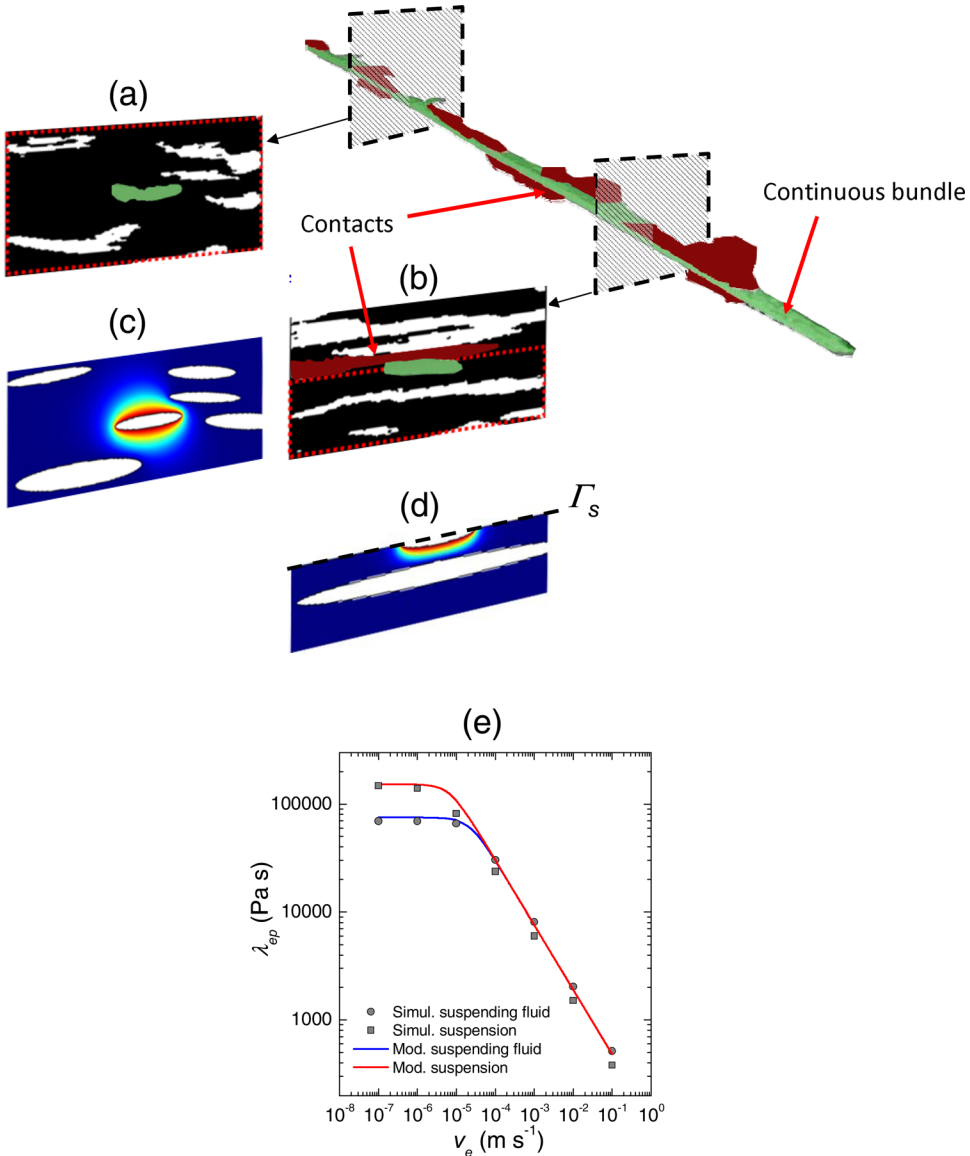 (a)
Continuous bundle
Contacts
(b)
(c)
(d)
Γs
(e)
100000
10000
1000
λep (Pa s)
Simul. suspending fluid
Simul. suspension
Mod. suspending fluid
Mod. suspension
10⁻⁸ 10⁻⁷ 10⁻⁶ 10⁻⁵ 10⁻⁴ 10⁻³ 10⁻² 10⁻¹ 10⁰
ve (m s⁻¹)